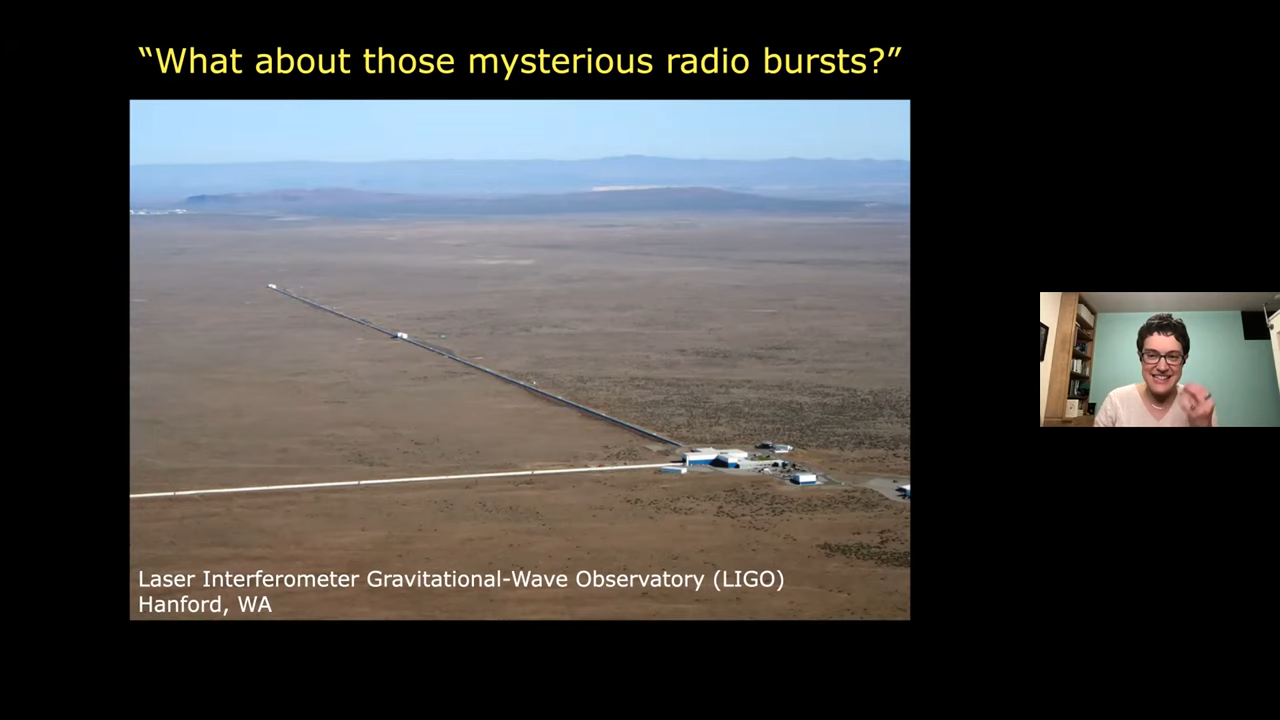 “What about those mysterious radio bursts?”
Laser Interferometer Gravitational-Wave Observatory (LIGO)
Hanford, WA